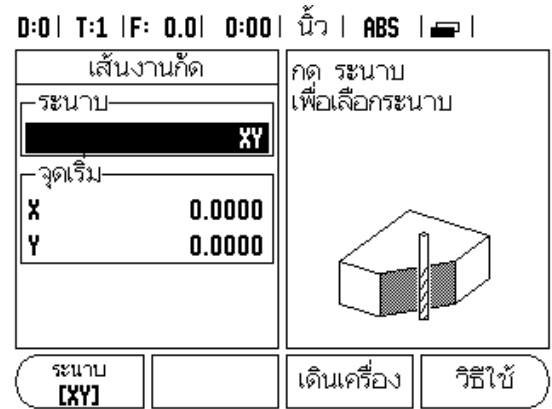 D:0 | T:1 | F: 0.0 | 0:00 | นิ้ว | ABS |
เส้นงานกัด
ระนาบ
XY
จุดเริ่ม
X 0.0000
Y 0.0000
กด ระนาบ
เพื่อเลือกระนาบ
ระนาบ
[XY]
เดินเครื่อง
วิธีใช้